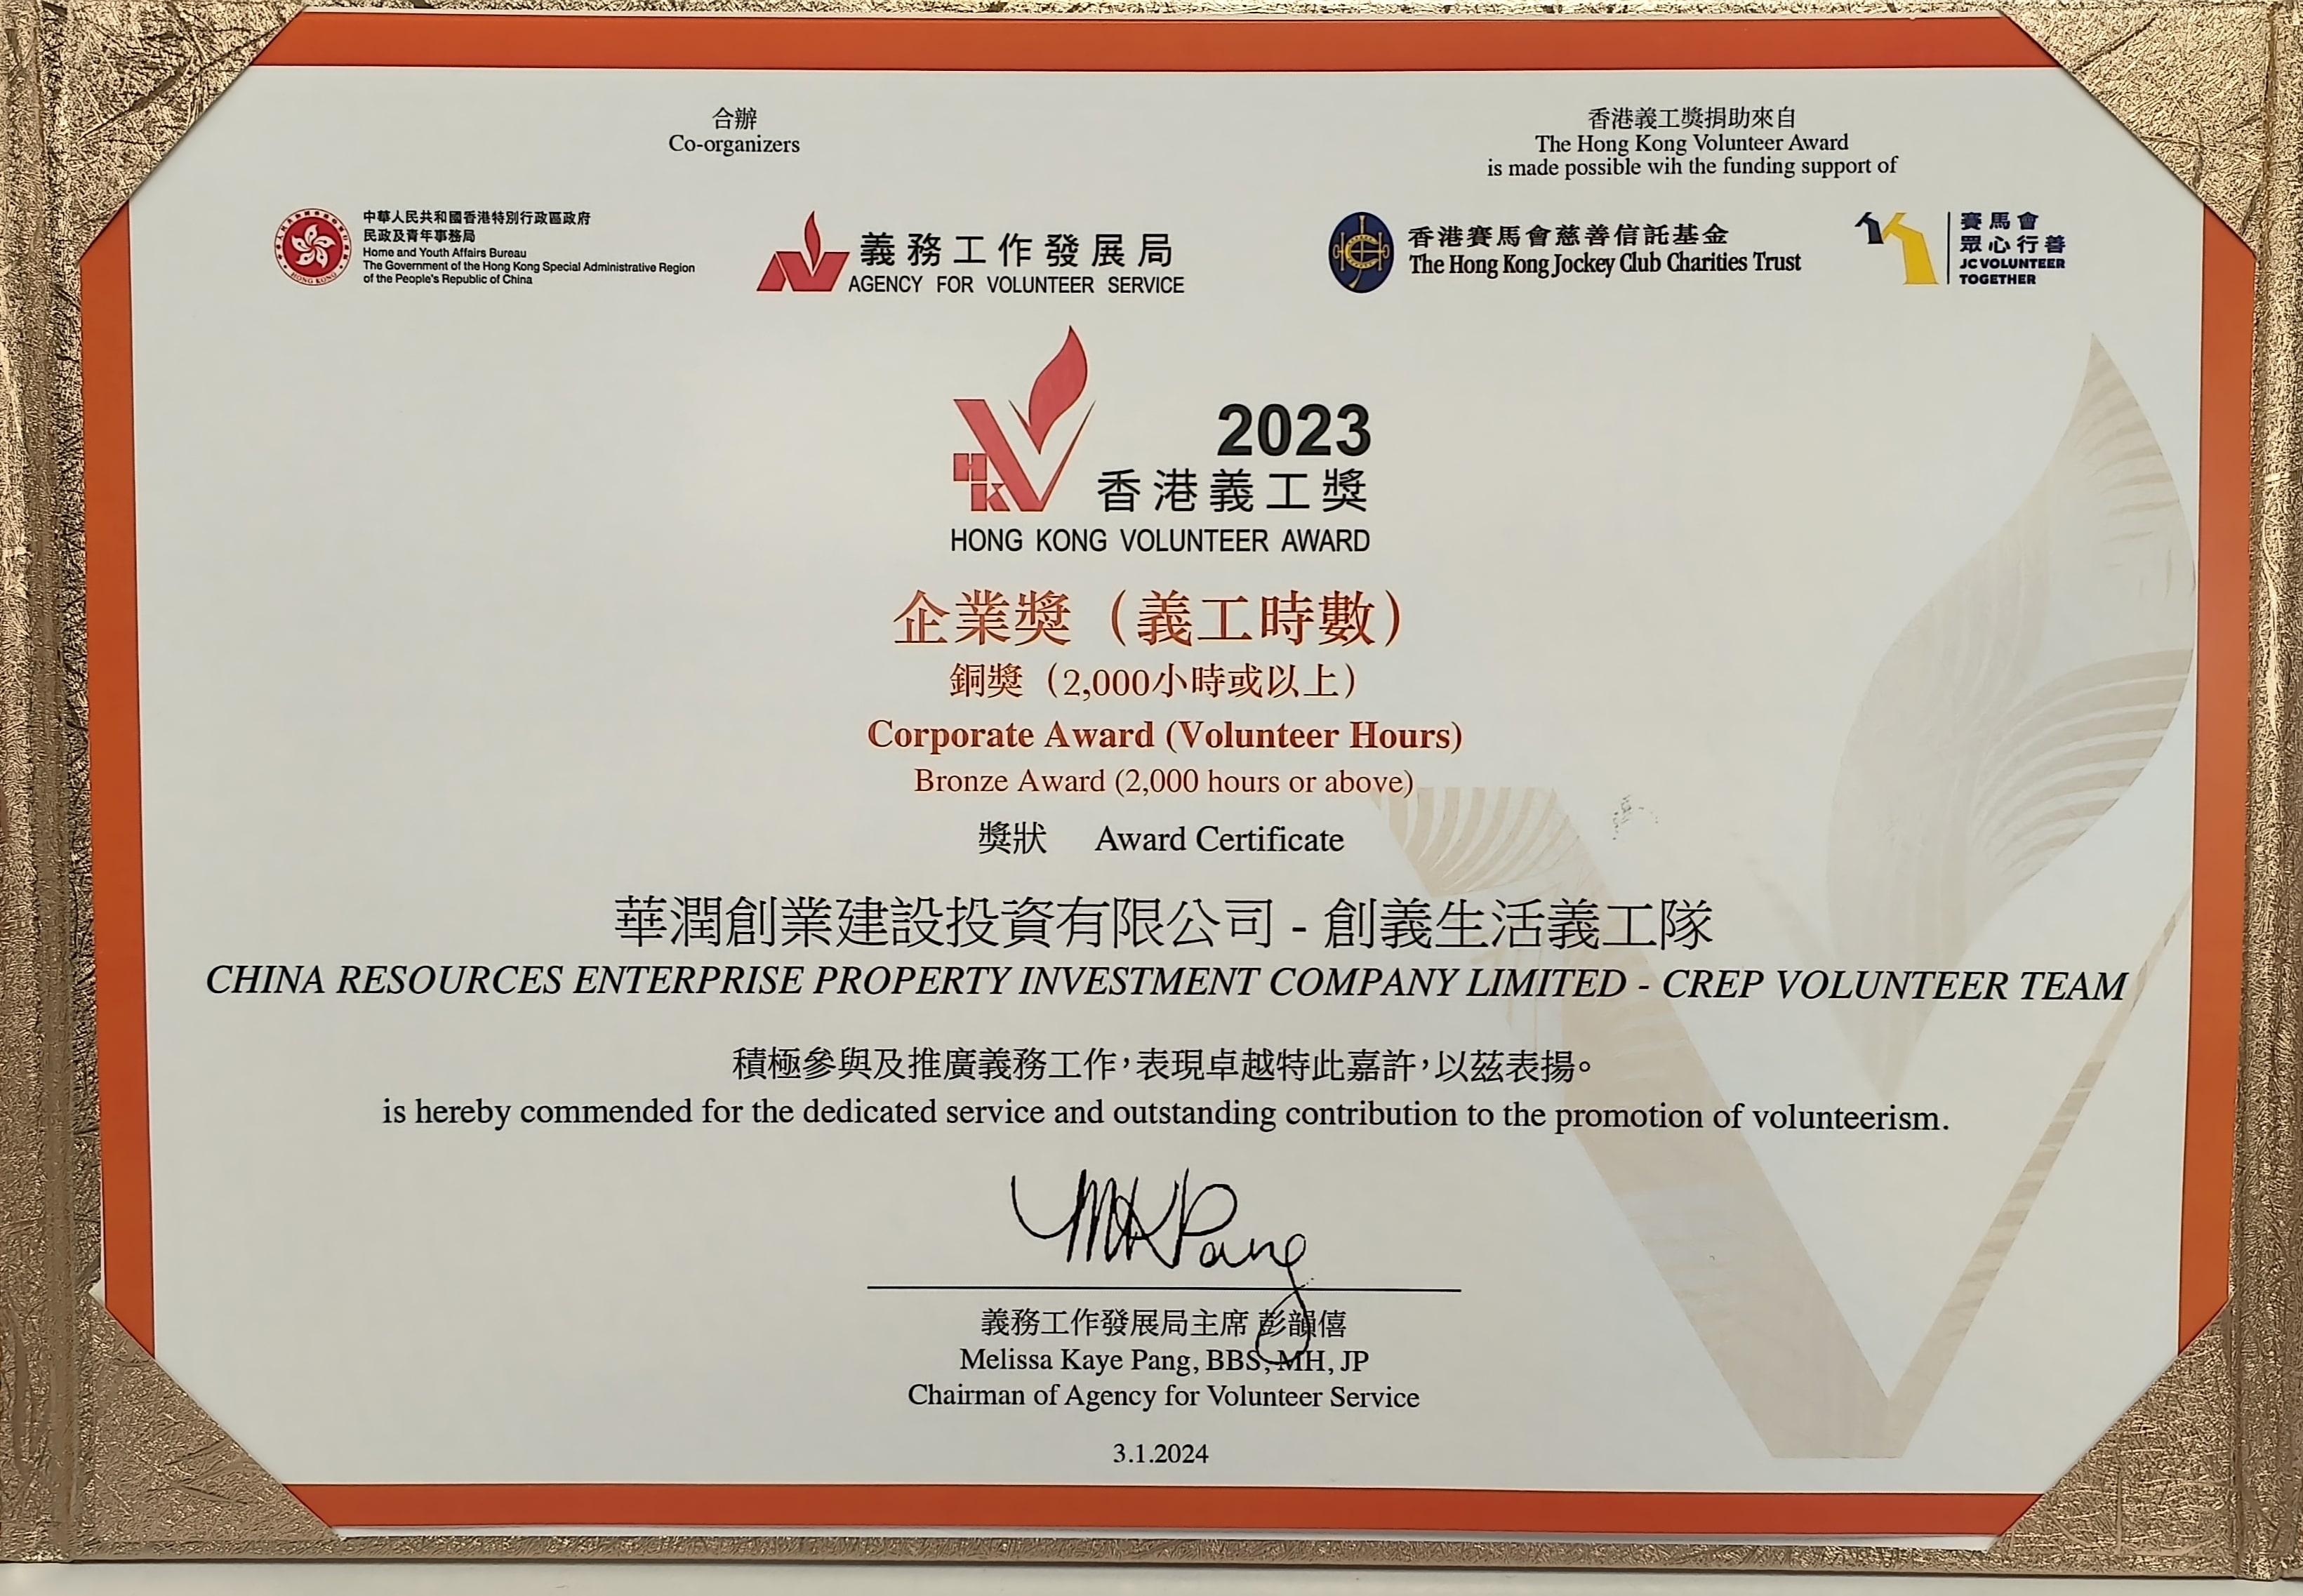 合辦
Co-organizers
香港義工獎捐助來自
The Hong Kong Volunteer Award
is made possible wih the funding support of
中華人民共和國香港特別行政區政府
民政及青年事務局
Home and Youth Affairs Bureau
The Government of the Hong Kong Special Administrative Region
of the People's Republic of China
義務工作發展局
AGENCY FOR VOLUNTEER SERVICE
香港賽馬會慈善信託基金
The Hong Kong Jockey Club Charities Trust
賽馬會
眾心行善
JC VOLUNTEER
TOGETHER
HK
2023
香港義工獎
HONG KONG VOLUNTEER AWARD
企業獎（義工時數）
銅獎（2,000小時或以上）
Corporate Award (Volunteer Hours)
Bronze Award (2,000 hours or above)
獎狀 Award Certificate
華潤創業建設投資有限公司 - 創義生活義工隊
CHINA RESOURCES ENTERPRISE PROPERTY INVESTMENT COMPANY LIMITED - CREP VOLUNTEER TEAM
積極參與及推廣義務工作，表現卓越特此嘉許，以茲表揚。
is hereby commended for the dedicated service and outstanding contribution to the promotion of volunteerism.
MKPang
義務工作發展局主席 彭韻僖
Melissa Kaye Pang, BBS, MH, JP
Chairman of Agency for Volunteer Service
3.1.2024